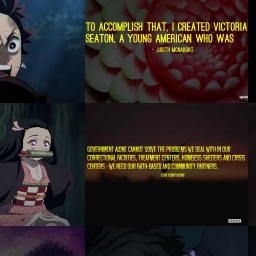 TO ACCOMPLISH THAT, I CREATED VICTORIA
SEATON, A YOUNG AMERICAN WHO WAS
- JUDITH MCNAUGHT
GOVERNMENT ALONE CANNOT SOLVE THE PROBLEMS WE DEAL WITH IN OUR
CORRECTIONAL FACILITIES, TREATMENT CENTERS, HOMELESS SHELTERS AND CRISIS
CENTERS - WE NEED OUR FAITH-BASED AND COMMUNITY PARTNERS.